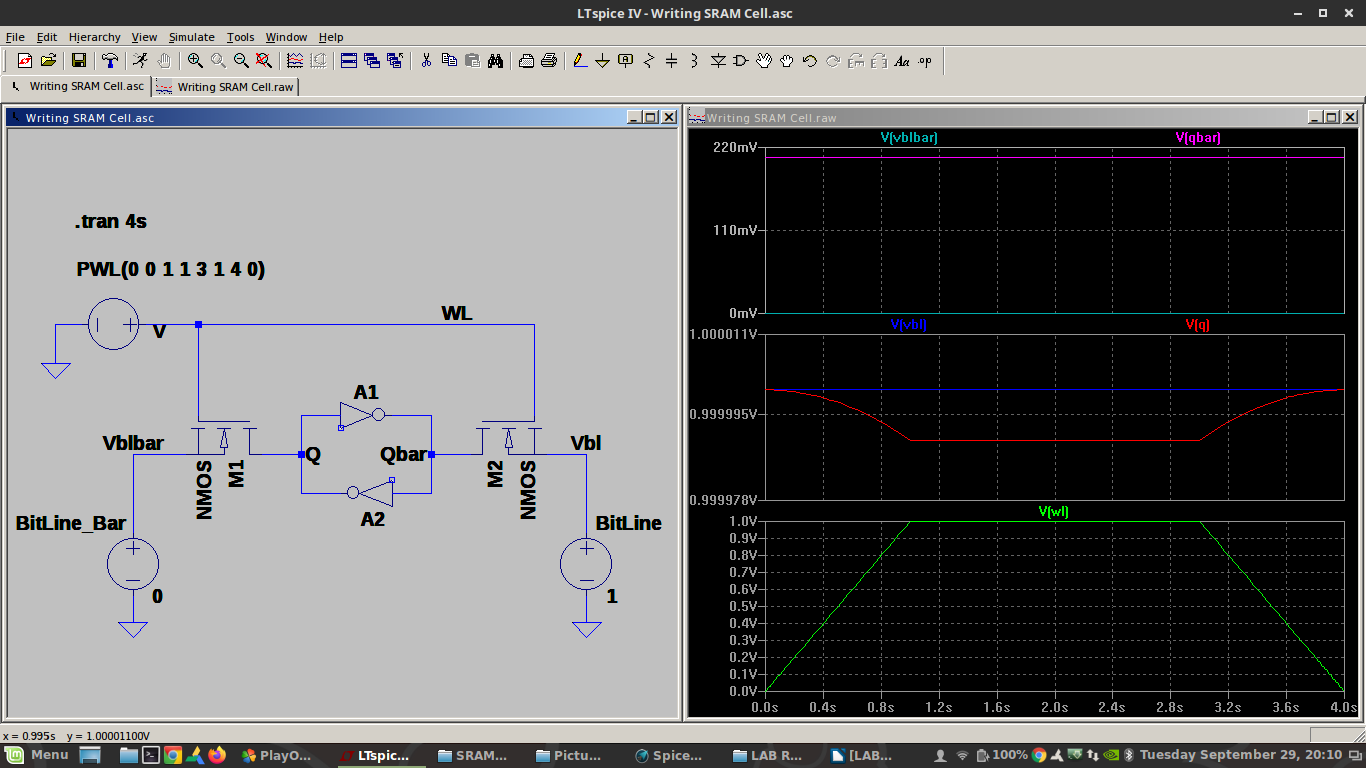 LTspice IV - Writing SRAM Cell.asc
File Edit Hierarchy View Simulate Tools Window Help
Aa .op
Writing SRAM Cell.asc Writing SRAM Cell.raw
Writing SRAM Cell.asc
.tran 4s
PWL(0 0 1 1 3 1 4 0)
V
WL
A1
Vblbar
Q
Qbar
Vbl
NMOS
M1
M2
NMOS
A2
BitLine_Bar
BitLine
0
1
Writing SRAM Cell.raw
V(vblbar) V(qbar)
220mV
110mV
0mV
V(vbl) V(q)
1.000011V
0.999995V
0.999978V
V(wl)
1.0V
0.9V
0.8V
0.7V
0.6V
0.5V
0.4V
0.3V
0.2V
0.1V
0.0V
0.0s 0.4s 0.8s 1.2s 1.6s 2.0s 2.4s 2.8s 3.2s 3.6s 4.0s
x = 0.995s y = 1.00001100V
Menu PlayO... LTspic... SRAM... Pictu... Spice... LAB R... [LAB... 100% Tuesday September 29, 20:10